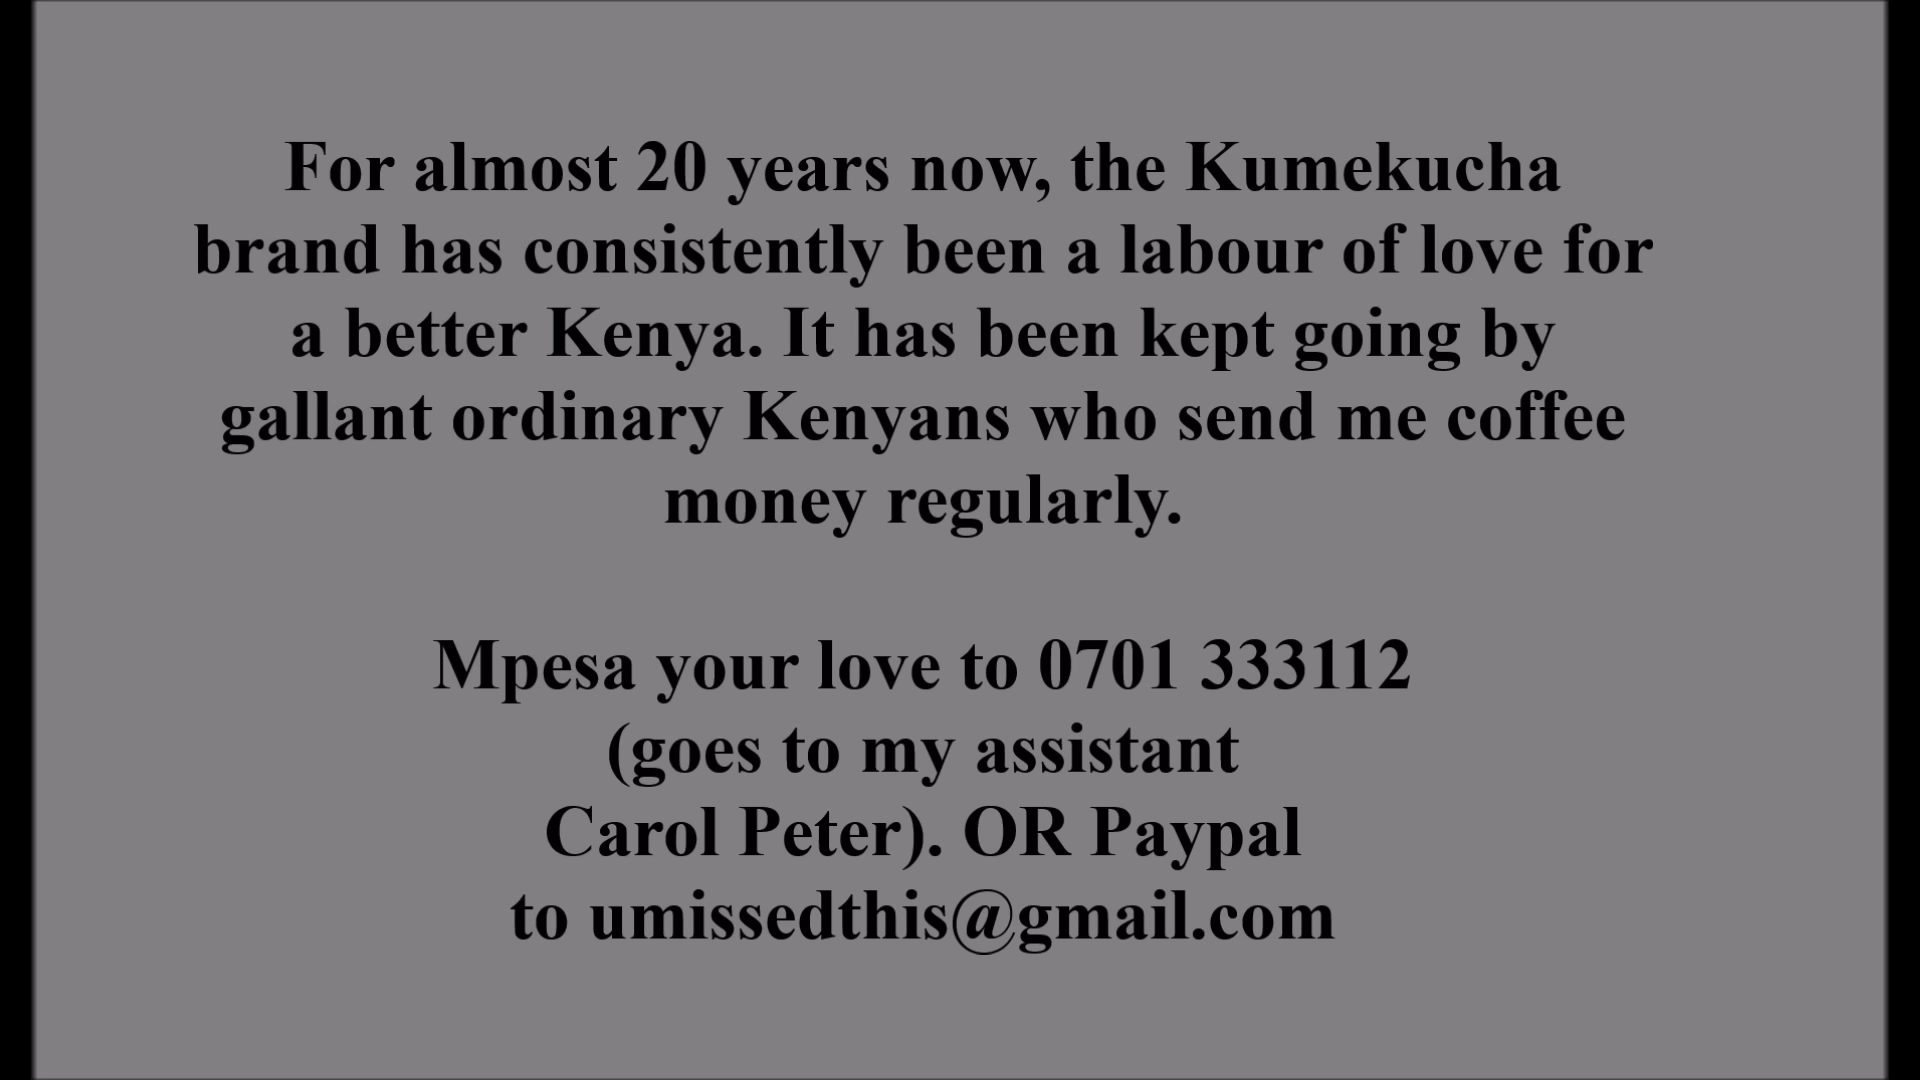 For almost 20 years now, the Kumekucha
brand has consistently been a labour of love for
a better Kenya. It has been kept going by
gallant ordinary Kenyans who send me coffee
money regularly.
Mpesa your love to 0701 333112
(goes to my assistant
Carol Peter). OR Paypal
to umissedthis@gmail.com